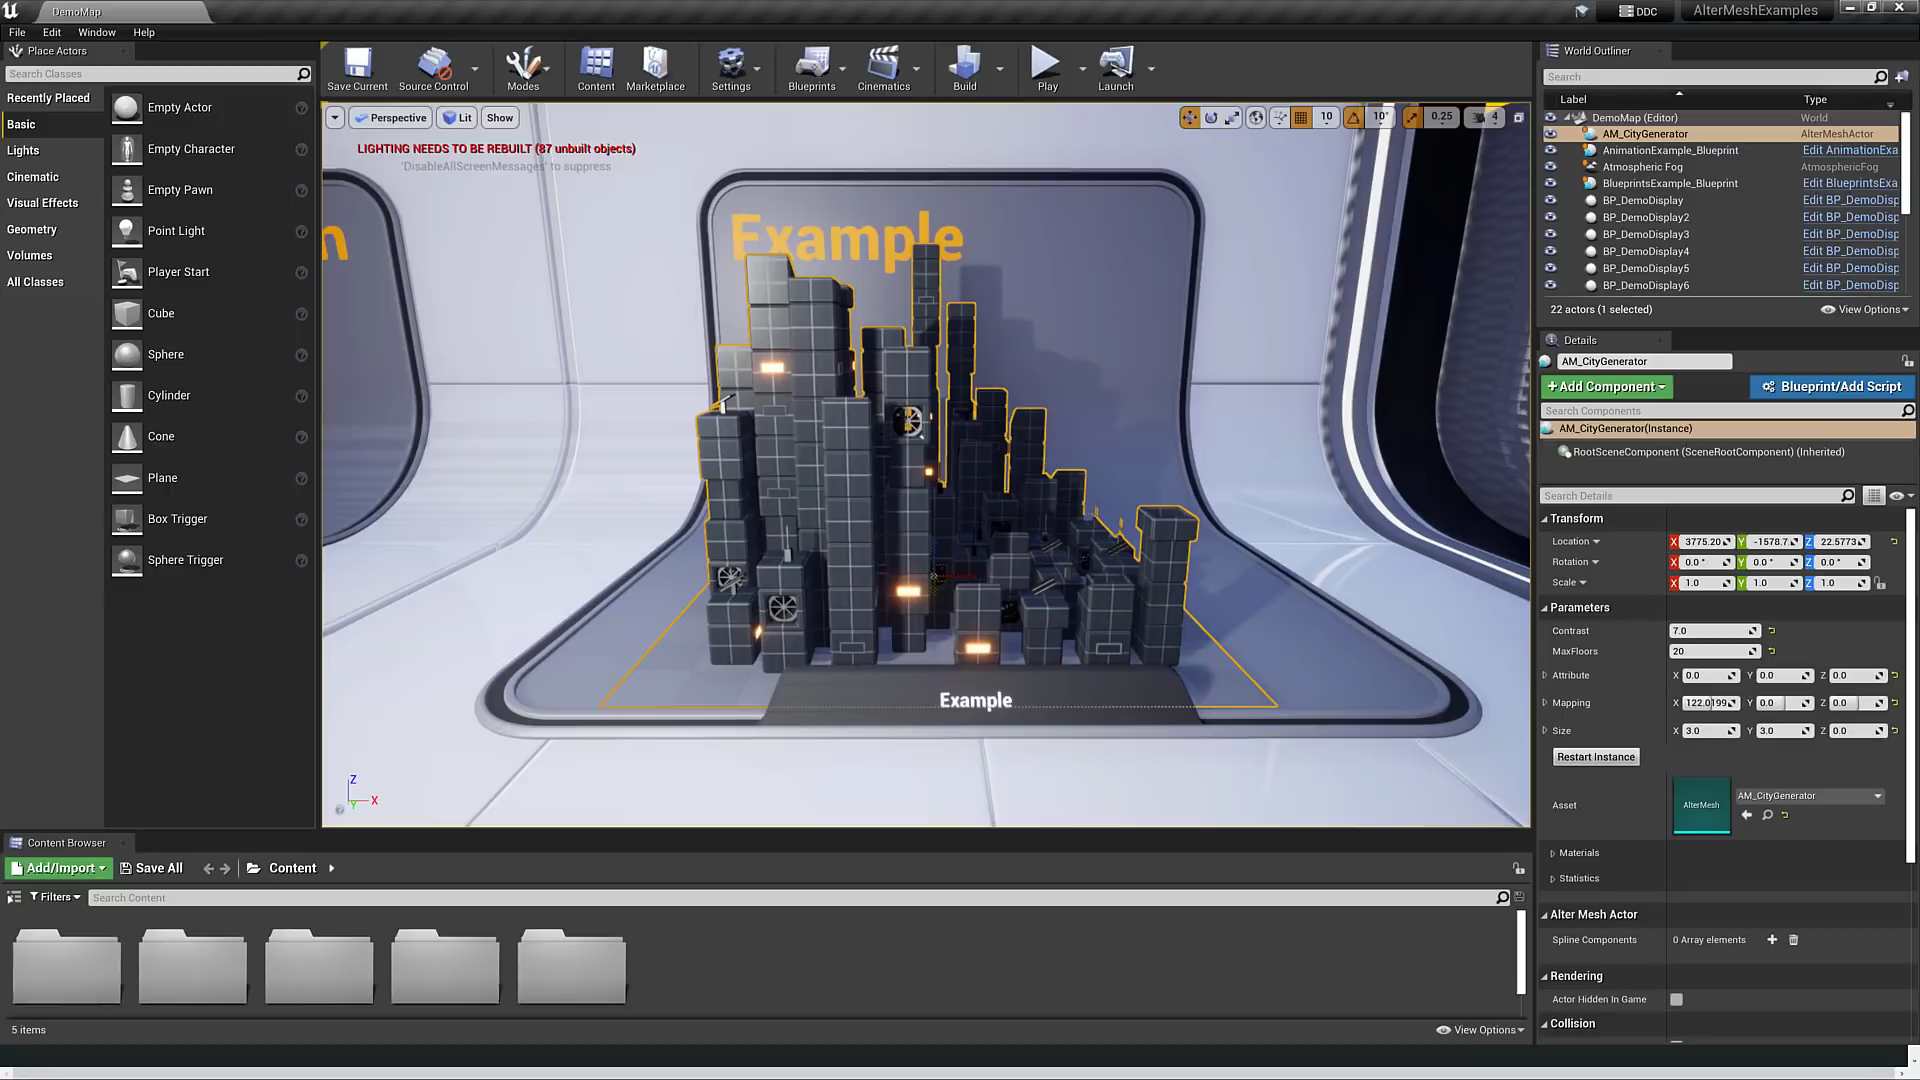 DemoMap
DDC
AlterMeshExamples
File Edit Window Help
Place Actors
Search Classes
Recently Placed
Basic
Lights
Cinematic
Visual Effects
Geometry
Volumes
All Classes
Empty Actor
Empty Character
Empty Pawn
Point Light
Player Start
Cube
Sphere
Cylinder
Cone
Plane
Box Trigger
Sphere Trigger
Save Current
Source Control
Modes
Content
Marketplace
Settings
Blueprints
Cinematics
Build
Play
Launch
Perspective
Lit
Show
10
10°
0.25
4
LIGHTING NEEDS TO BE REBUILT (87 unbuilt objects)
'DisableAllScreenMessages' to suppress
n
Example
Example
Z
X
Y
World Outliner
Search
Label Type
DemoMap (Editor) World
AM_CityGenerator AlterMeshActor
AnimationExample_Blueprint Edit AnimationExa
Atmospheric Fog AtmosphericFog
BlueprintsExample_Blueprint Edit BlueprintsExa
BP_DemoDisplay Edit BP_DemoDisp
BP_DemoDisplay2 Edit BP_DemoDisp
BP_DemoDisplay3 Edit BP_DemoDisp
BP_DemoDisplay4 Edit BP_DemoDisp
BP_DemoDisplay5 Edit BP_DemoDisp
BP_DemoDisplay6 Edit BP_DemoDisp
22 actors (1 selected) View Options
Details
AM_CityGenerator
+Add Component Blueprint/Add Script
Search Components
AM_CityGenerator(Instance)
RootSceneComponent (SceneRootComponent) (Inherited)
Search Details
Transform
Location X 3775.20 Y -1578.7 Z 22.5773
Rotation X 0.0 ° Y 0.0 ° Z 0.0 °
Scale X 1.0 Y 1.0 Z 1.0
Parameters
Contrast 7.0
MaxFloors 20
Attribute X 0.0 Y 0.0 Z 0.0
Mapping X 122.0199 Y 0.0 Z 0.0
Size X 3.0 Y 3.0 Z 0.0
Restart Instance
Asset AlterMesh AM_CityGenerator
Materials
Statistics
Alter Mesh Actor
Spline Components 0 Array elements
Rendering
Actor Hidden In Game
Collision
Content Browser
Add/Import Save All Content
Filters Search Content
5 items View Options